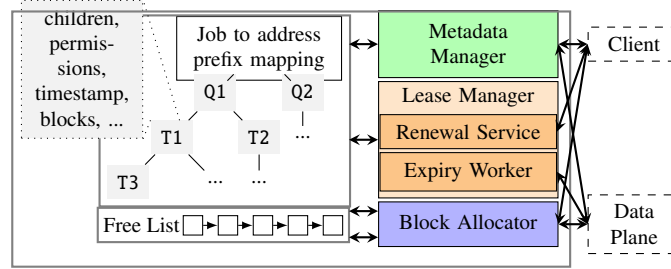 children,
permis-
sions,
timestamp,
blocks, ...
Job to address
prefix mapping
Q1
Q2
T1
T2
...
T3
...
...
Free List
Metadata
Manager
Lease Manager
Renewal Service
Expiry Worker
Block Allocator
Client
Data
Plane